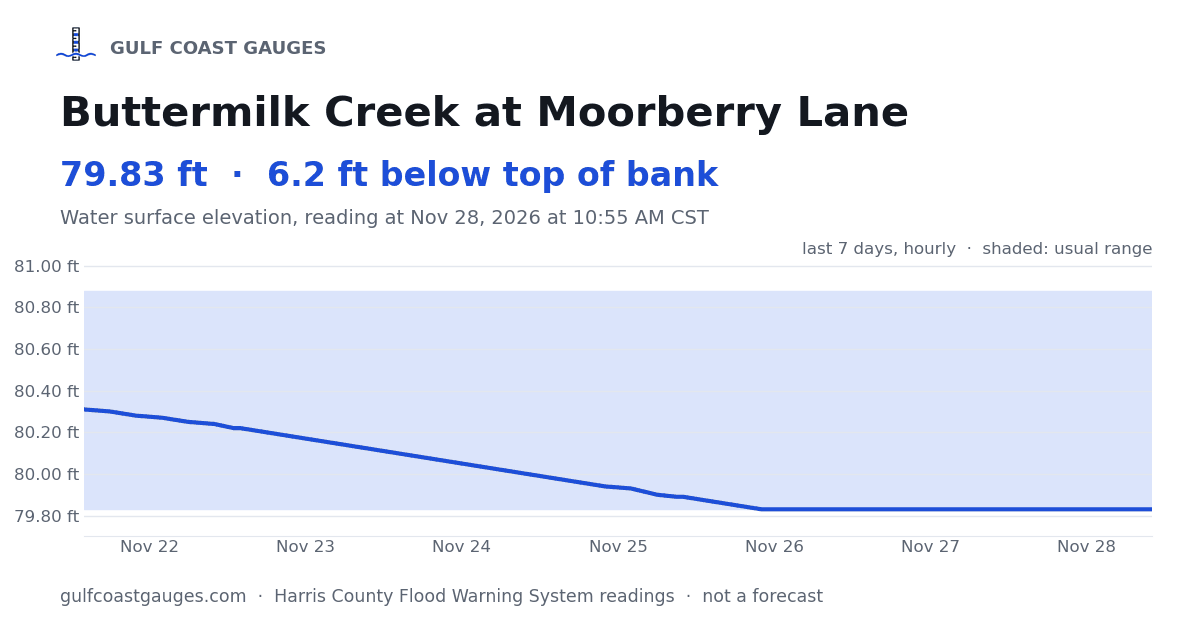 GULF COAST GAUGES
Buttermilk Creek at Moorberry Lane
79.83 ft · 6.2 ft below top of bank
Water surface elevation, reading at Nov 28, 2026 at 10:55 AM CST
last 7 days, hourly · shaded: usual range
81.00 ft
80.80 ft
80.60 ft
80.40 ft
80.20 ft
80.00 ft
79.80 ft
Nov 22 Nov 23 Nov 24 Nov 25 Nov 26 Nov 27 Nov 28
gulfcoastgauges.com · Harris County Flood Warning System readings · not a forecast